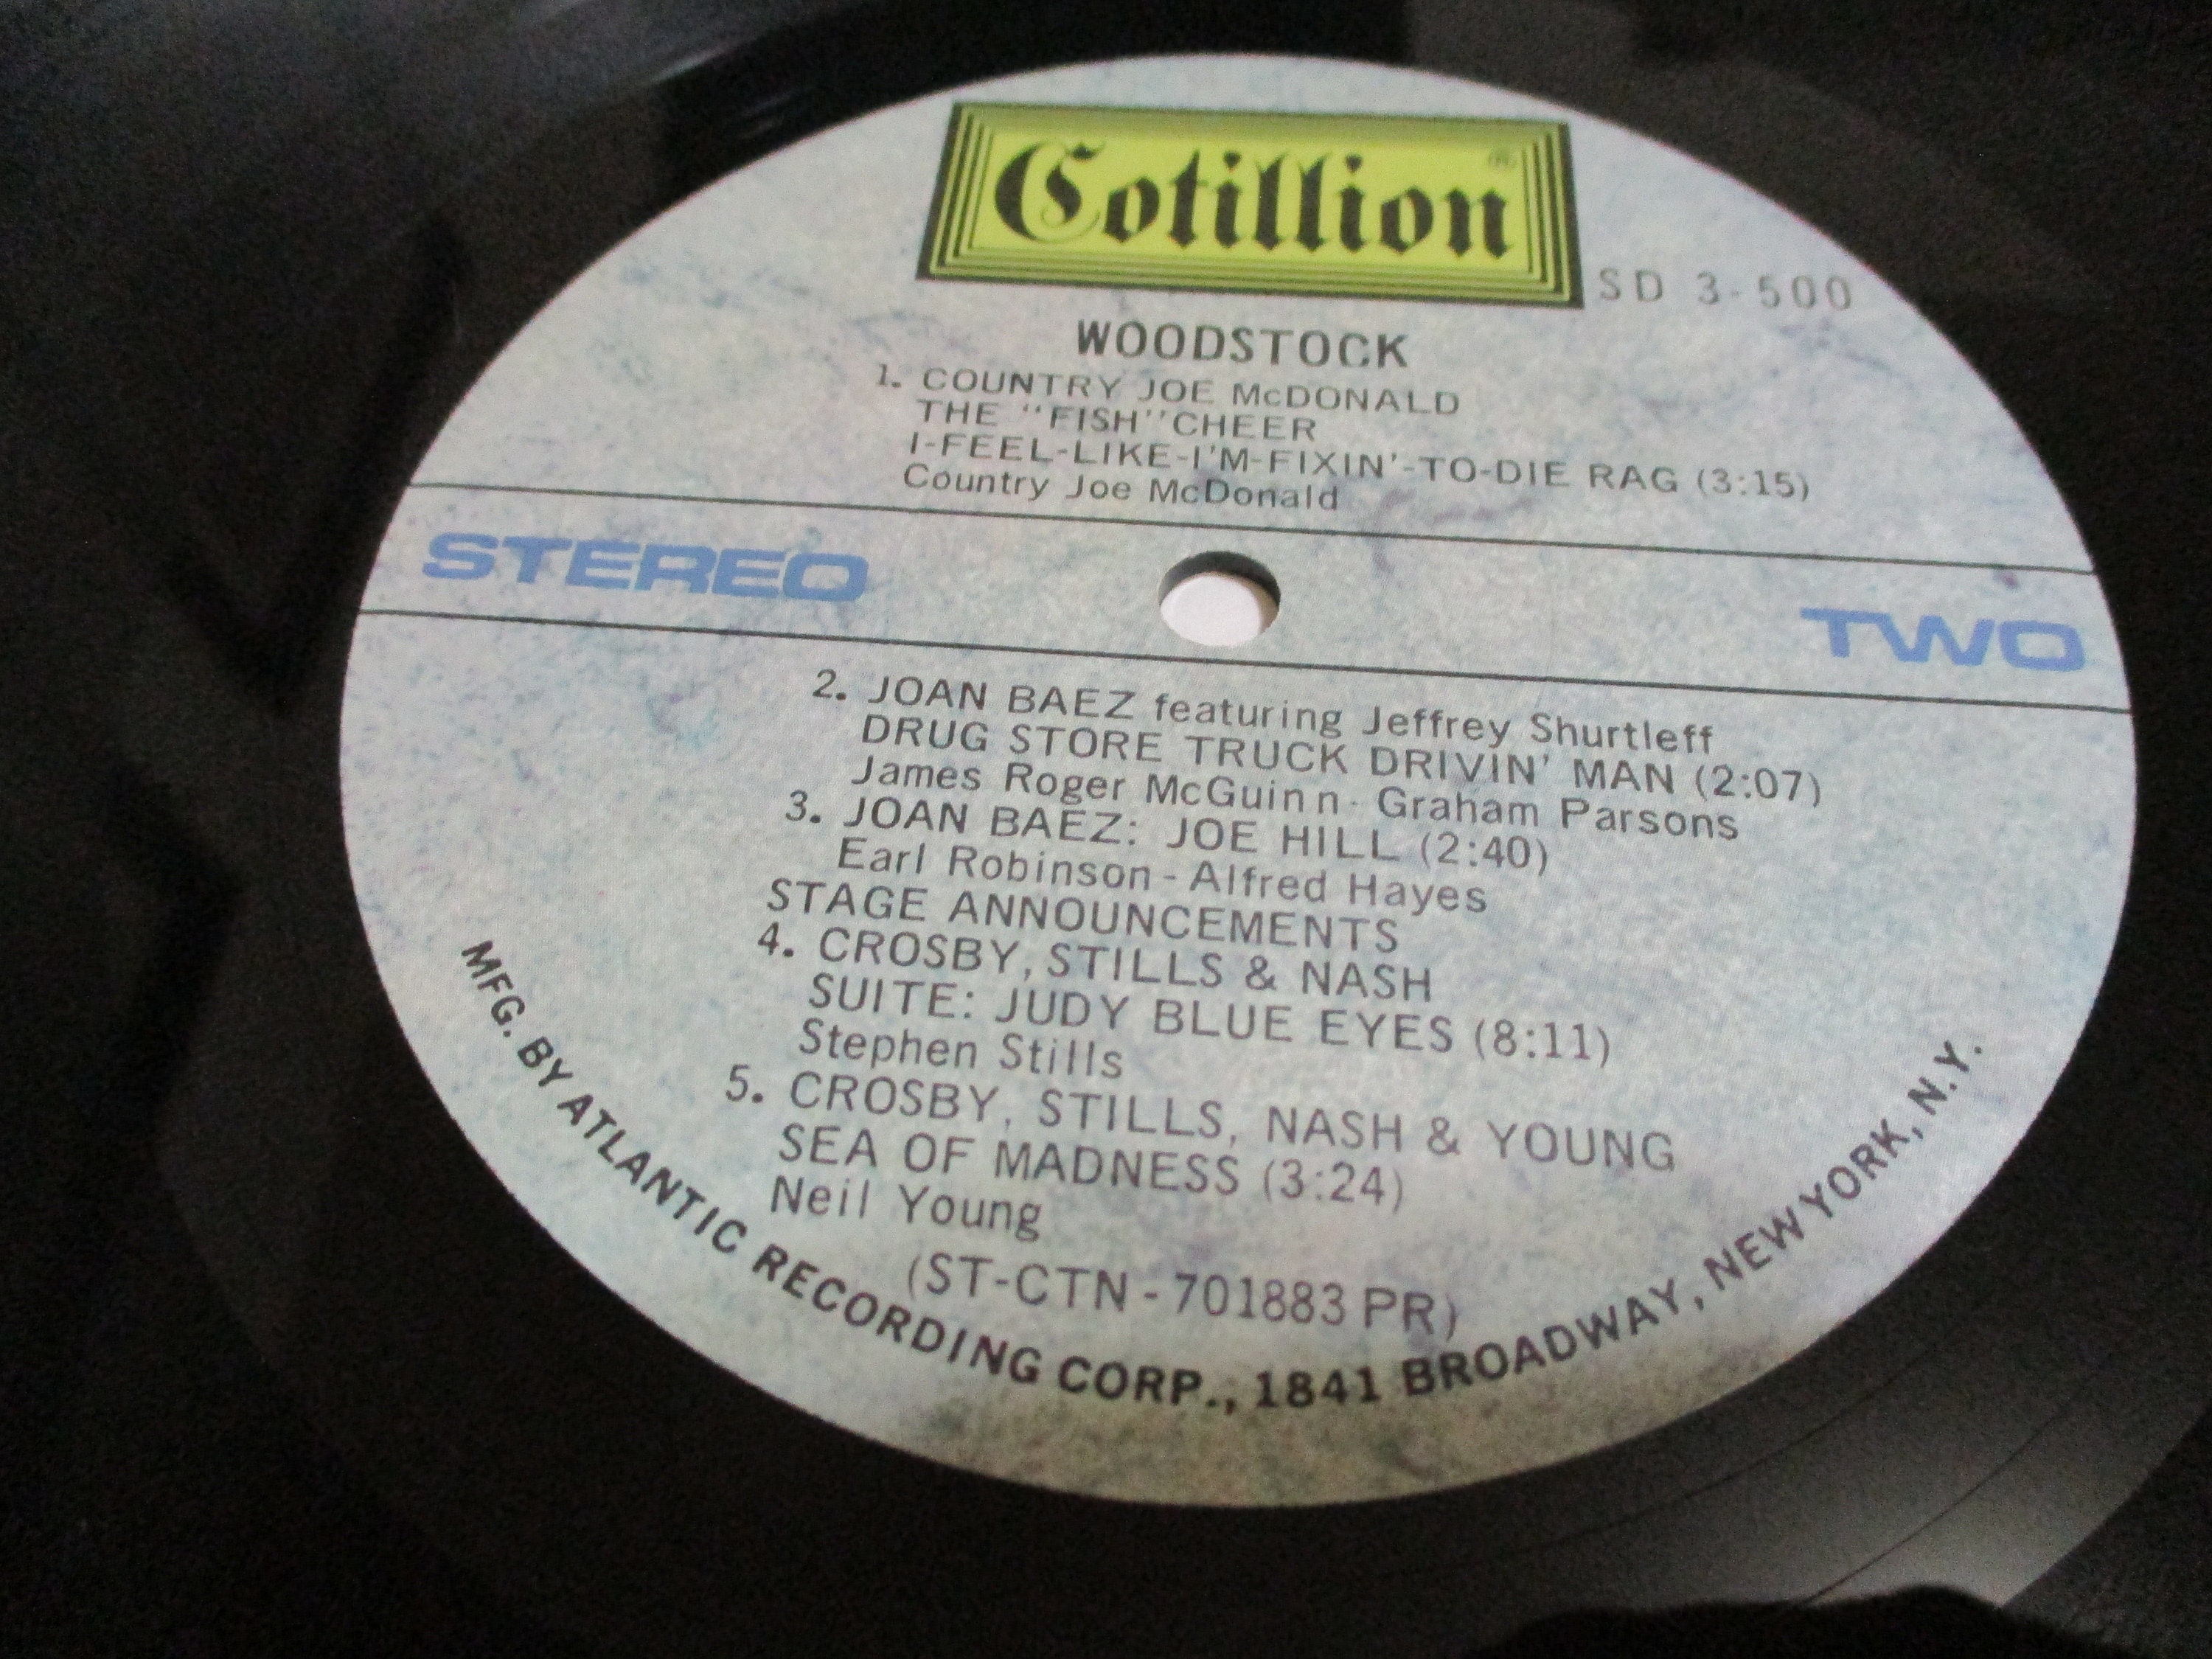 Cotillion ®
SD 3-500
WOODSTOCK
1. COUNTRY JOE McDONALD
THE "FISH" CHEER
I-FEEL-LIKE-I'M-FIXIN'-TO-DIE RAG (3:15)
Country Joe McDonald
STEREO
TWO
2. JOAN BAEZ featuring Jeffrey Shurtleff
DRUG STORE TRUCK DRIVIN' MAN (2:07)
James Roger McGuinn - Graham Parsons
3. JOAN BAEZ: JOE HILL (2:40)
Earl Robinson - Alfred Hayes
STAGE ANNOUNCEMENTS
4. CROSBY, STILLS & NASH
SUITE: JUDY BLUE EYES (8:11)
Stephen Stills
5. CROSBY, STILLS, NASH & YOUNG
SEA OF MADNESS (3:24)
Neil Young
(ST-CTN-701883 PR)
MFG. BY ATLANTIC RECORDING CORP., 1841 BROADWAY, NEW YORK, N.Y.